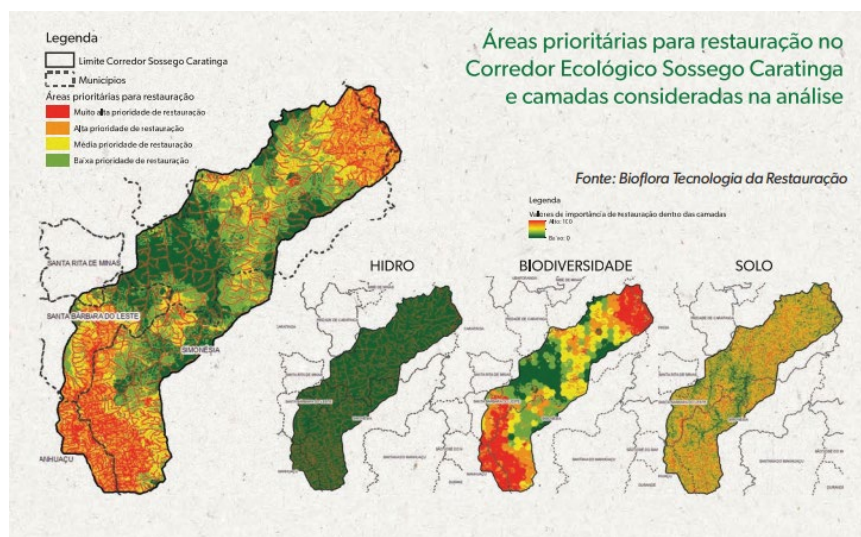 Áreas prioritárias para restauração no
Corredor Ecológico Sossego Caratinga
e camadas consideradas na análise
Legenda
Limite Corredor Sossego Caratinga
Municípios
Áreas prioritárias para restauração
Muito alta prioridade de restauração
Alta prioridade de restauração
Média prioridade de restauração
Baixa prioridade de restauração
Fonte: Bioflora Tecnologia da Restauração
Legenda
Valores de importância de restauração dentro das camadas
Alto: 100
Baixo: 0
SANTA RITA DE MINAS
SANTA BÁRBARA DO LESTE
SIMONÉSIA
ANHUAÇU
HIDRO
BIODIVERSIDADE
SOLO